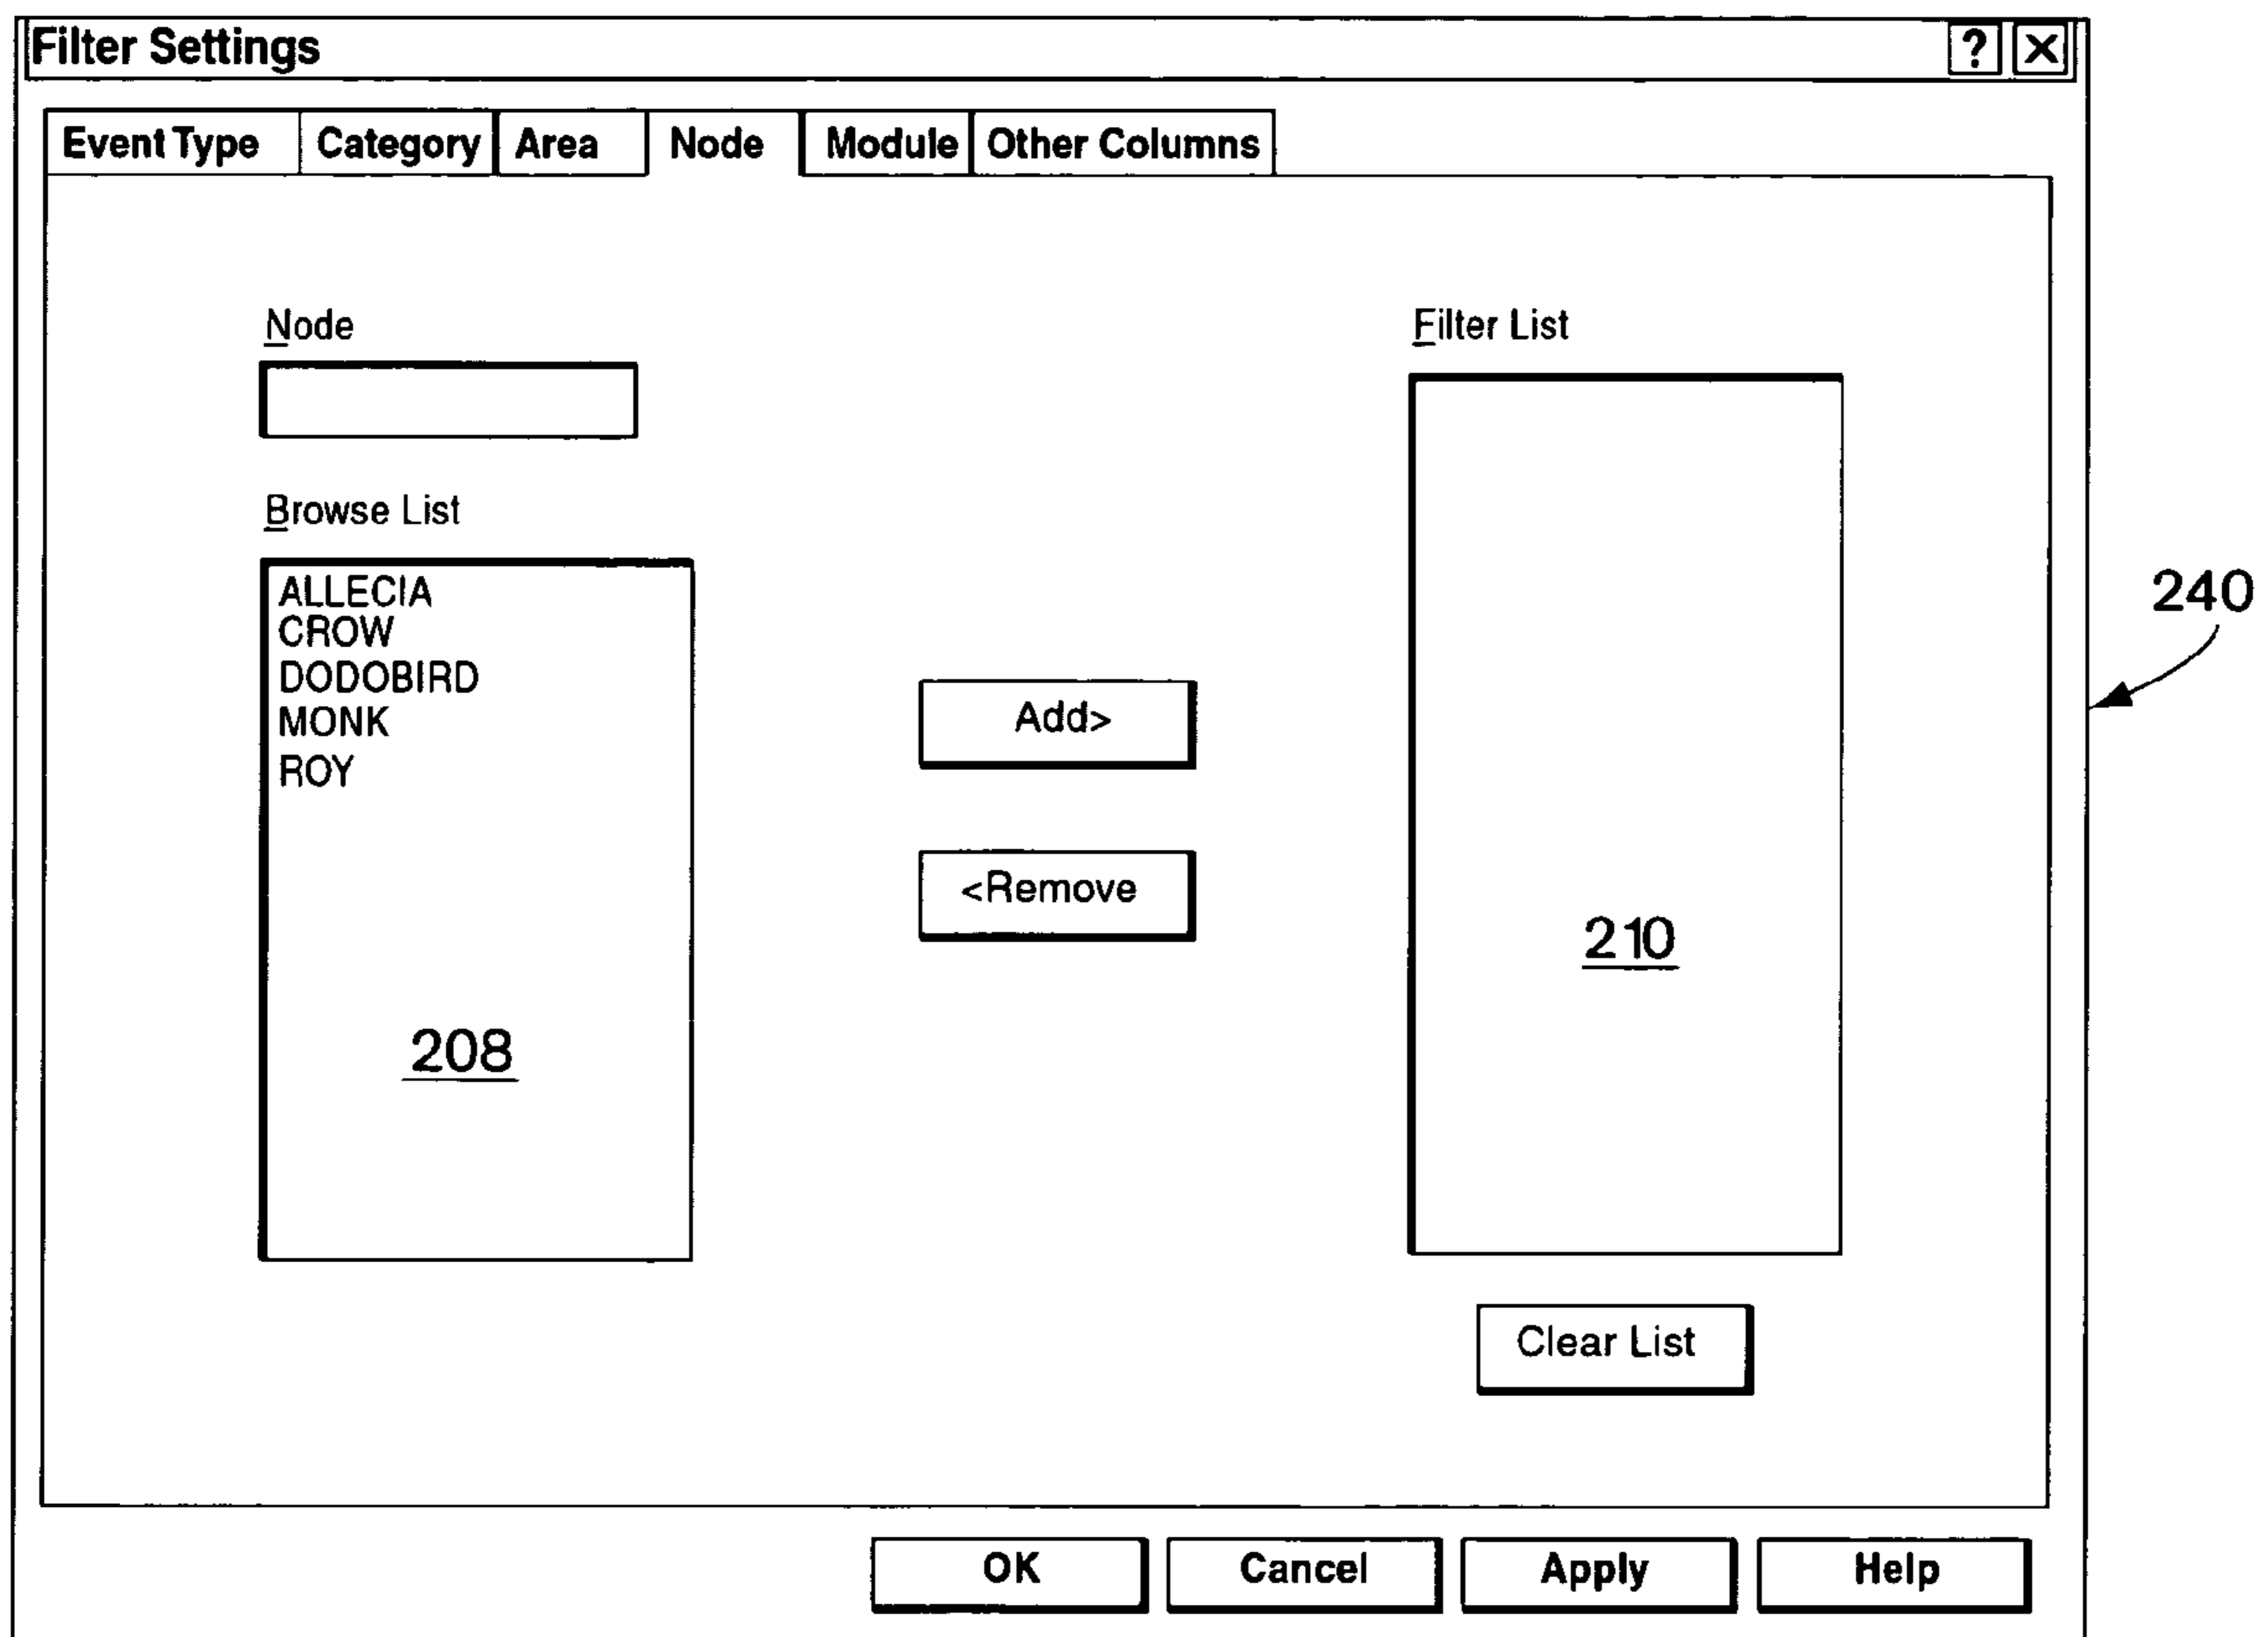 Filter Settings ? X
Event Type Category Area Node Module Other Columns
Node
Filter List
Browse List
ALLECIA
CROW
DODOBIRD
MONK
ROY
208
Add>
<Remove
210
240
Clear List
OK Cancel Apply Help